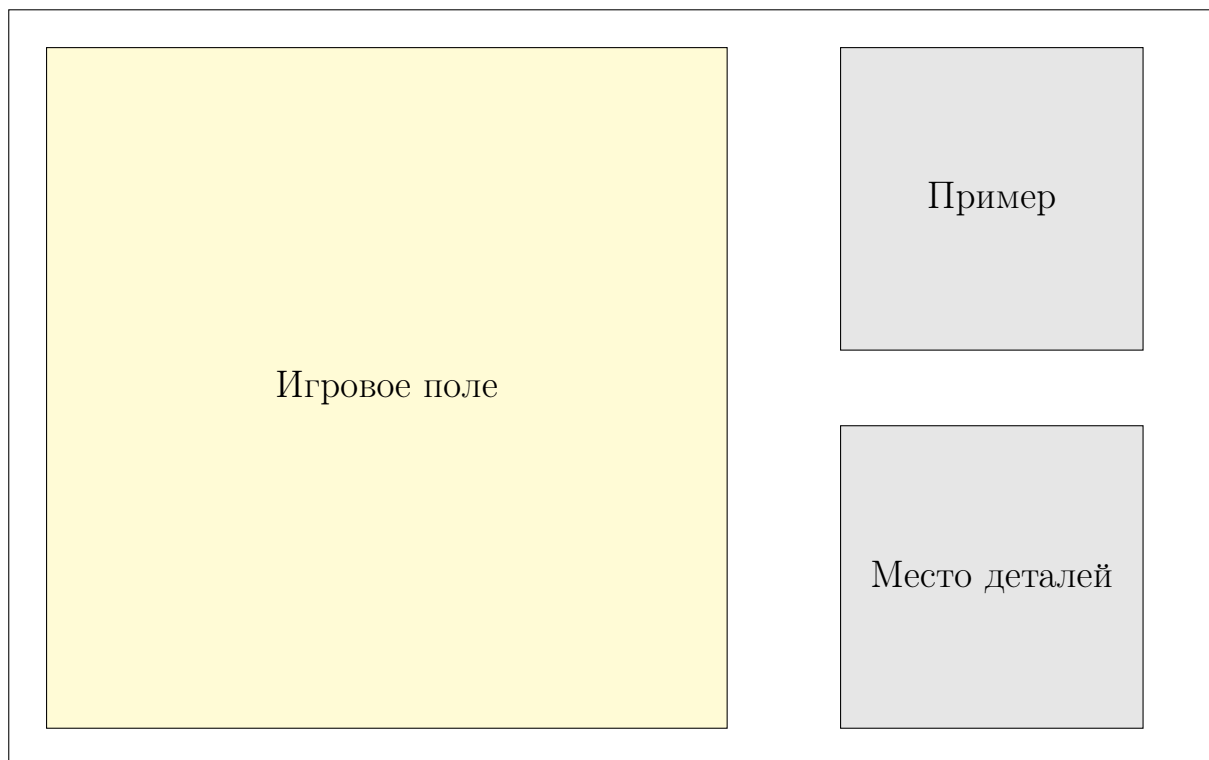 Пример
Игровое поле
Место деталей